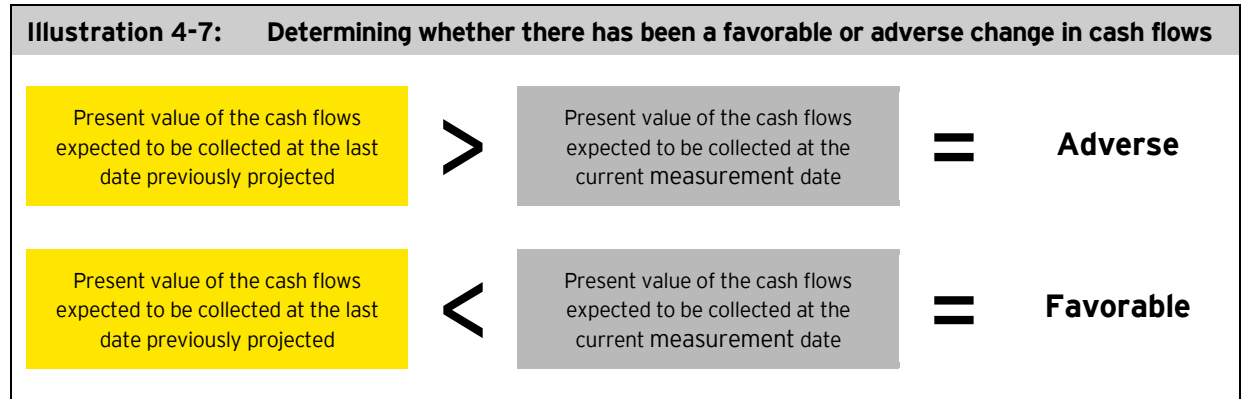 Illustration 4-7: Determining whether there has been a favorable or adverse change in cash flows
Present value of the cash flows
expected to be collected at the last
date previously projected
>
Present value of the cash flows
expected to be collected at the
current measurement date
=
Adverse
Present value of the cash flows
expected to be collected at the last
date previously projected
<
Present value of the cash flows
expected to be collected at the
current measurement date
=
Favorable